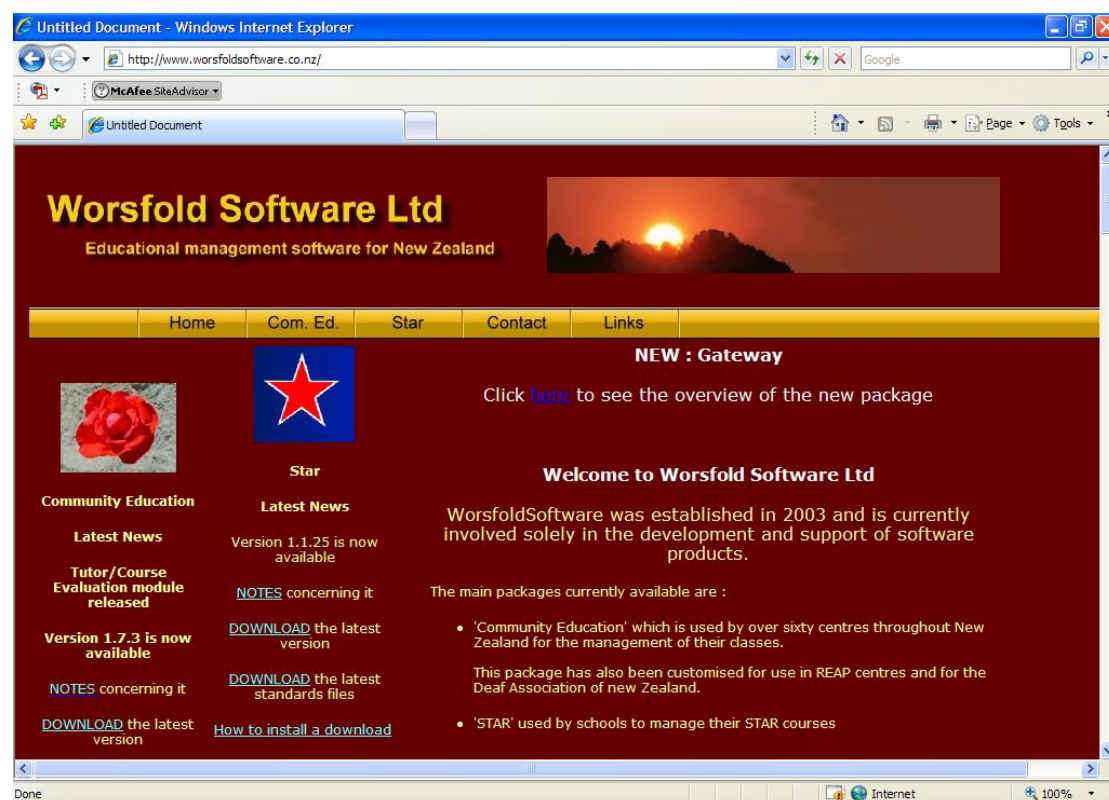 Untitled Document - Windows Internet Explorer
http://www.worsfoldsoftware.co.nz/
Google
McAfee SiteAdvisor
Untitled Document
Page
Tools
Worsfold Software Ltd
Educational management software for New Zealand
Home
Com. Ed.
Star
Contact
Links
Community Education
Latest News
Tutor/Course
Evaluation module
released
Version 1.7.3 is now
available
NOTES concerning it
DOWNLOAD the latest
version
Star
Latest News
Version 1.1.25 is now
available
NOTES concerning it
DOWNLOAD the latest
version
DOWNLOAD the latest
standards files
How to install a download
NEW : Gateway
Click here to see the overview of the new package
Welcome to Worsfold Software Ltd
WorsfoldSoftware was established in 2003 and is currently
involved solely in the development and support of software
products.
The main packages currently available are :
• 'Community Education' which is used by over sixty centres throughout New
Zealand for the management of their classes.
This package has also been customised for use in REAP centres and for the
Deaf Association of new Zealand.
• 'STAR' used by schools to manage their STAR courses
Done
Internet
100%